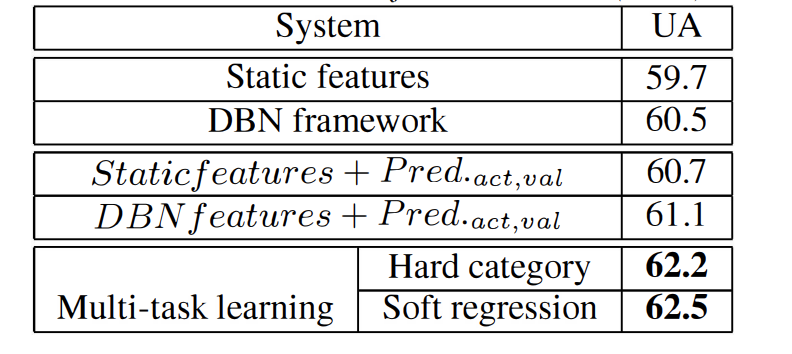 System UA
Static features 59.7
DBN framework 60.5
Staticfeatures + Pred.act,val 60.7
DBNfeatures + Pred.act,val 61.1
Hard category 62.2
Multi-task learning Soft regression 62.5